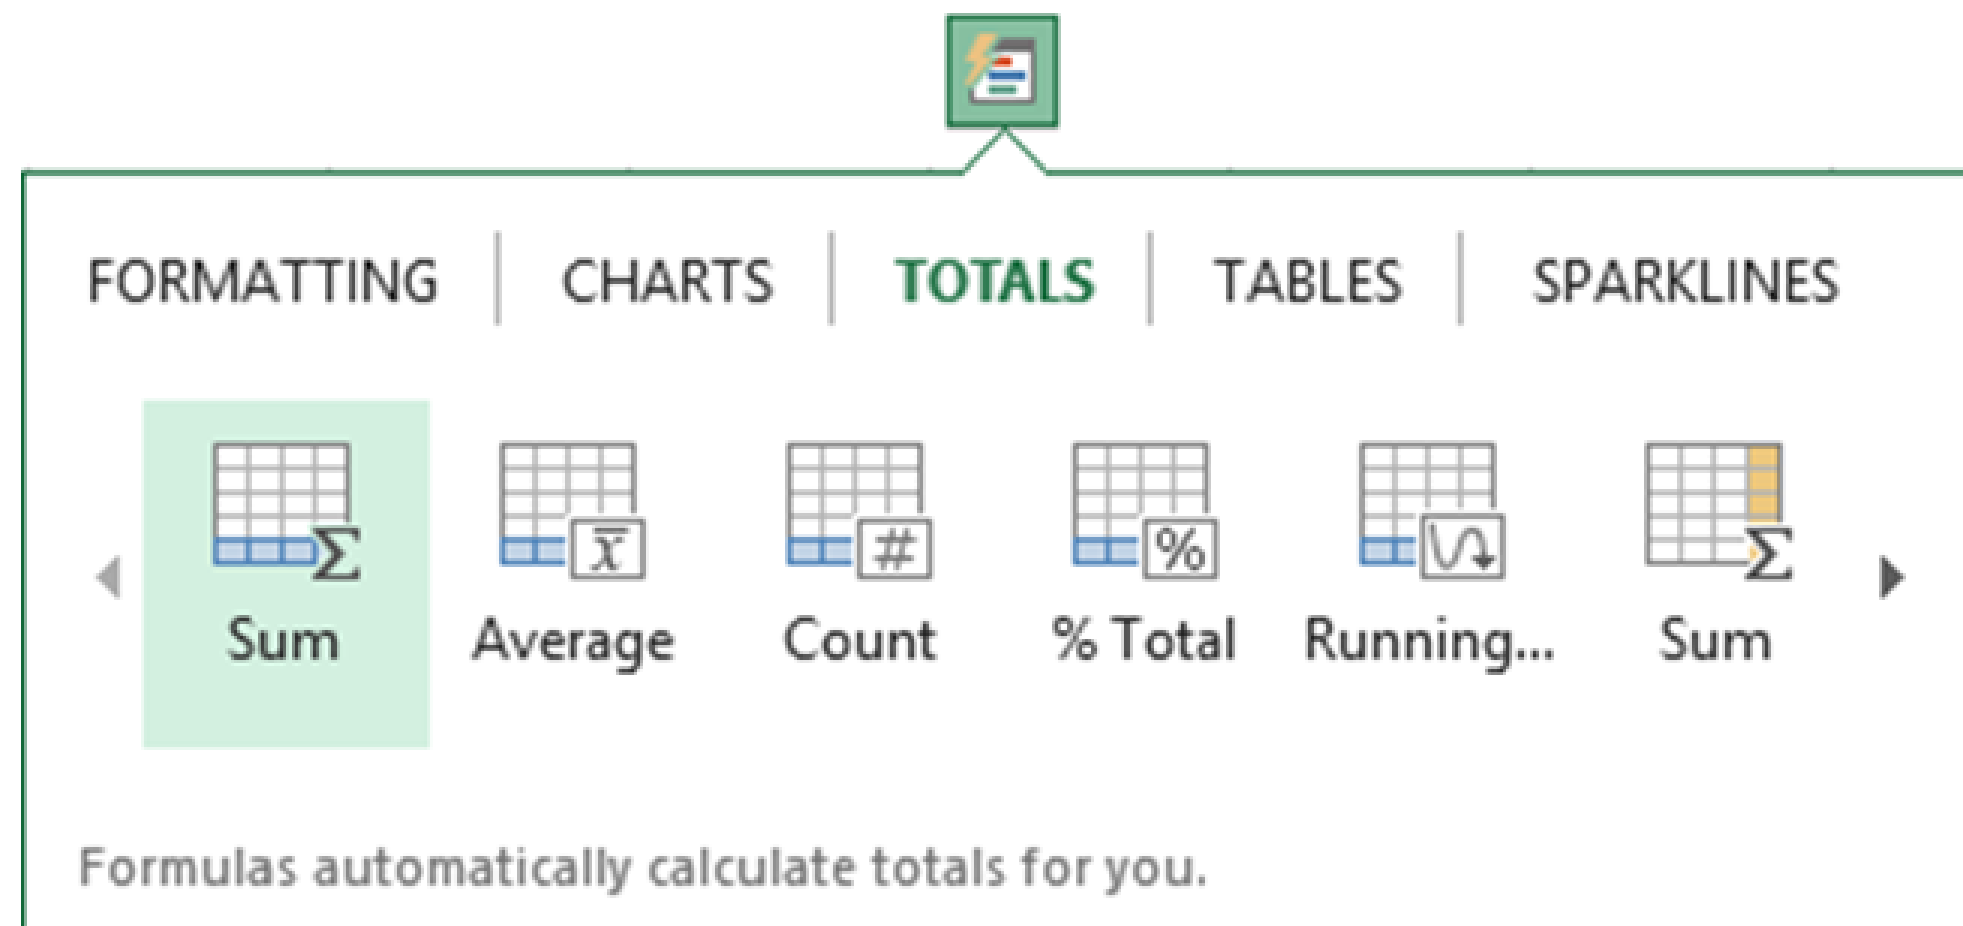 FORMATTING CHARTS TOTALS TABLES SPARKLINES
Σ x̅ # % Σ
Sum Average Count % Total Running... Sum
Formulas automatically calculate totals for you.